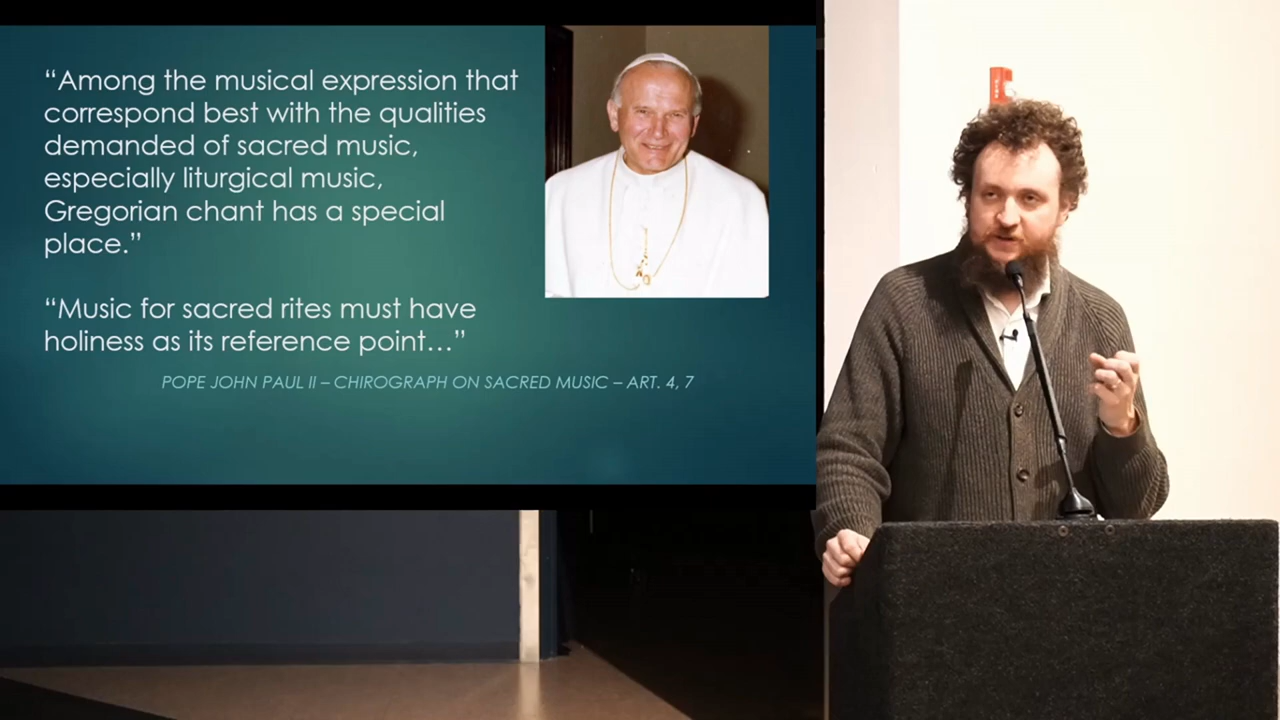 “Among the musical expression that
correspond best with the qualities
demanded of sacred music,
especially liturgical music,
Gregorian chant has a special
place.”
“Music for sacred rites must have
holiness as its reference point…”
POPE JOHN PAUL II – CHIROGRAPH ON SACRED MUSIC – ART. 4, 7